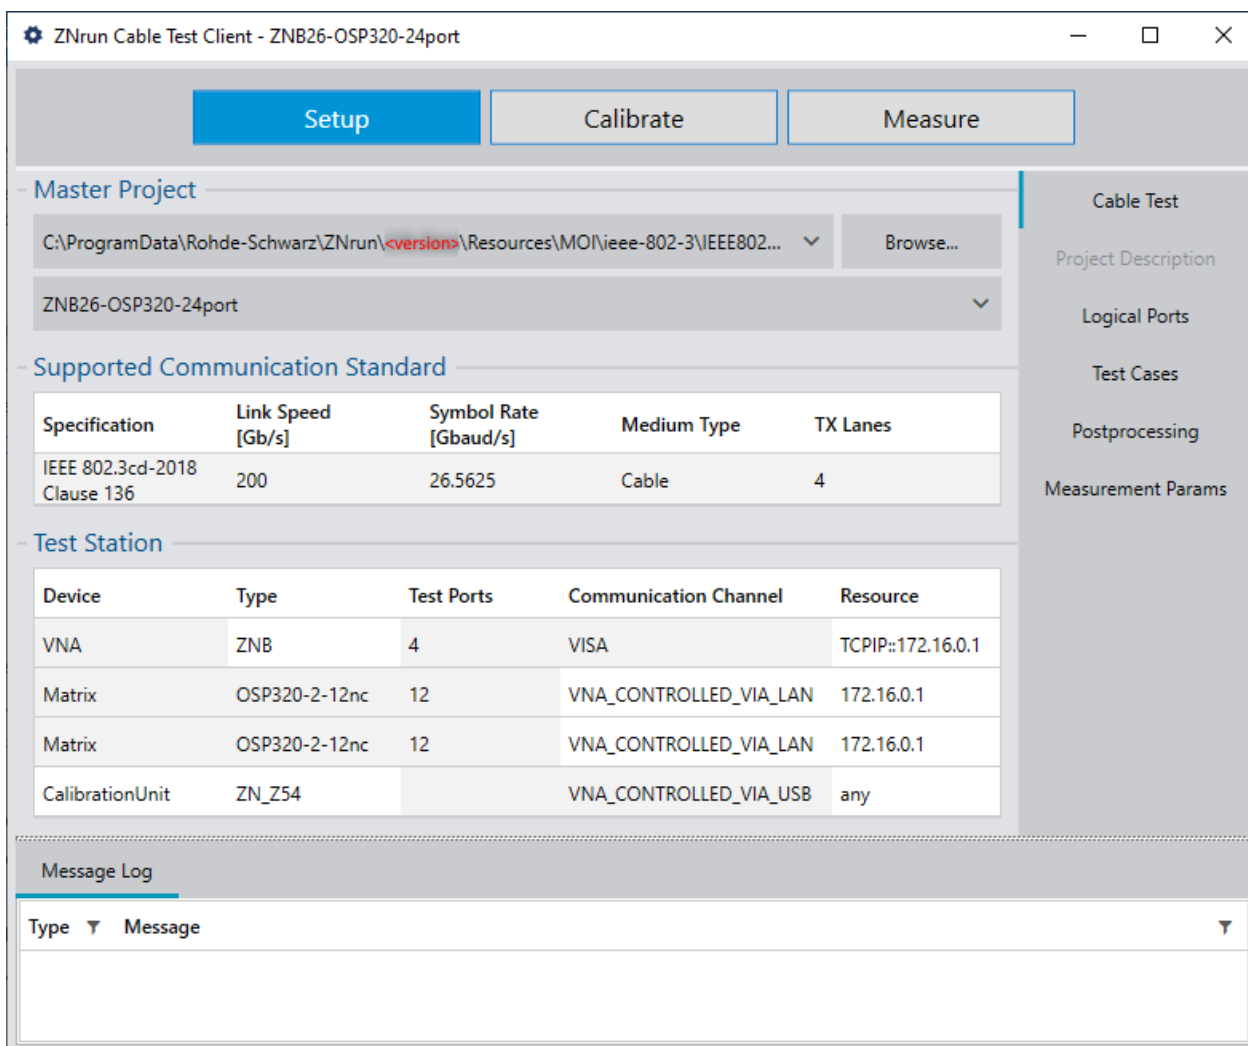 ZNrun Cable Test Client - ZNB26-OSP320-24port
Setup Calibrate Measure
Master Project
C:\ProgramData\Rohde-Schwarz\ZNrun\<version>\Resources\MOI\ieee-802-3\IEEE802... Browse...
ZNB26-OSP320-24port
Supported Communication Standard
Specification Link Speed [Gb/s] Symbol Rate [Gbaud/s] Medium Type TX Lanes
IEEE 802.3cd-2018 Clause 136 200 26.5625 Cable 4
Test Station
Device Type Test Ports Communication Channel Resource
VNA ZNB 4 VISA TCPIP::172.16.0.1
Matrix OSP320-2-12nc 12 VNA_CONTROLLED_VIA_LAN 172.16.0.1
Matrix OSP320-2-12nc 12 VNA_CONTROLLED_VIA_LAN 172.16.0.1
CalibrationUnit ZN_Z54 VNA_CONTROLLED_VIA_USB any
Cable Test
Project Description
Logical Ports
Test Cases
Postprocessing
Measurement Params
Message Log
Type Message